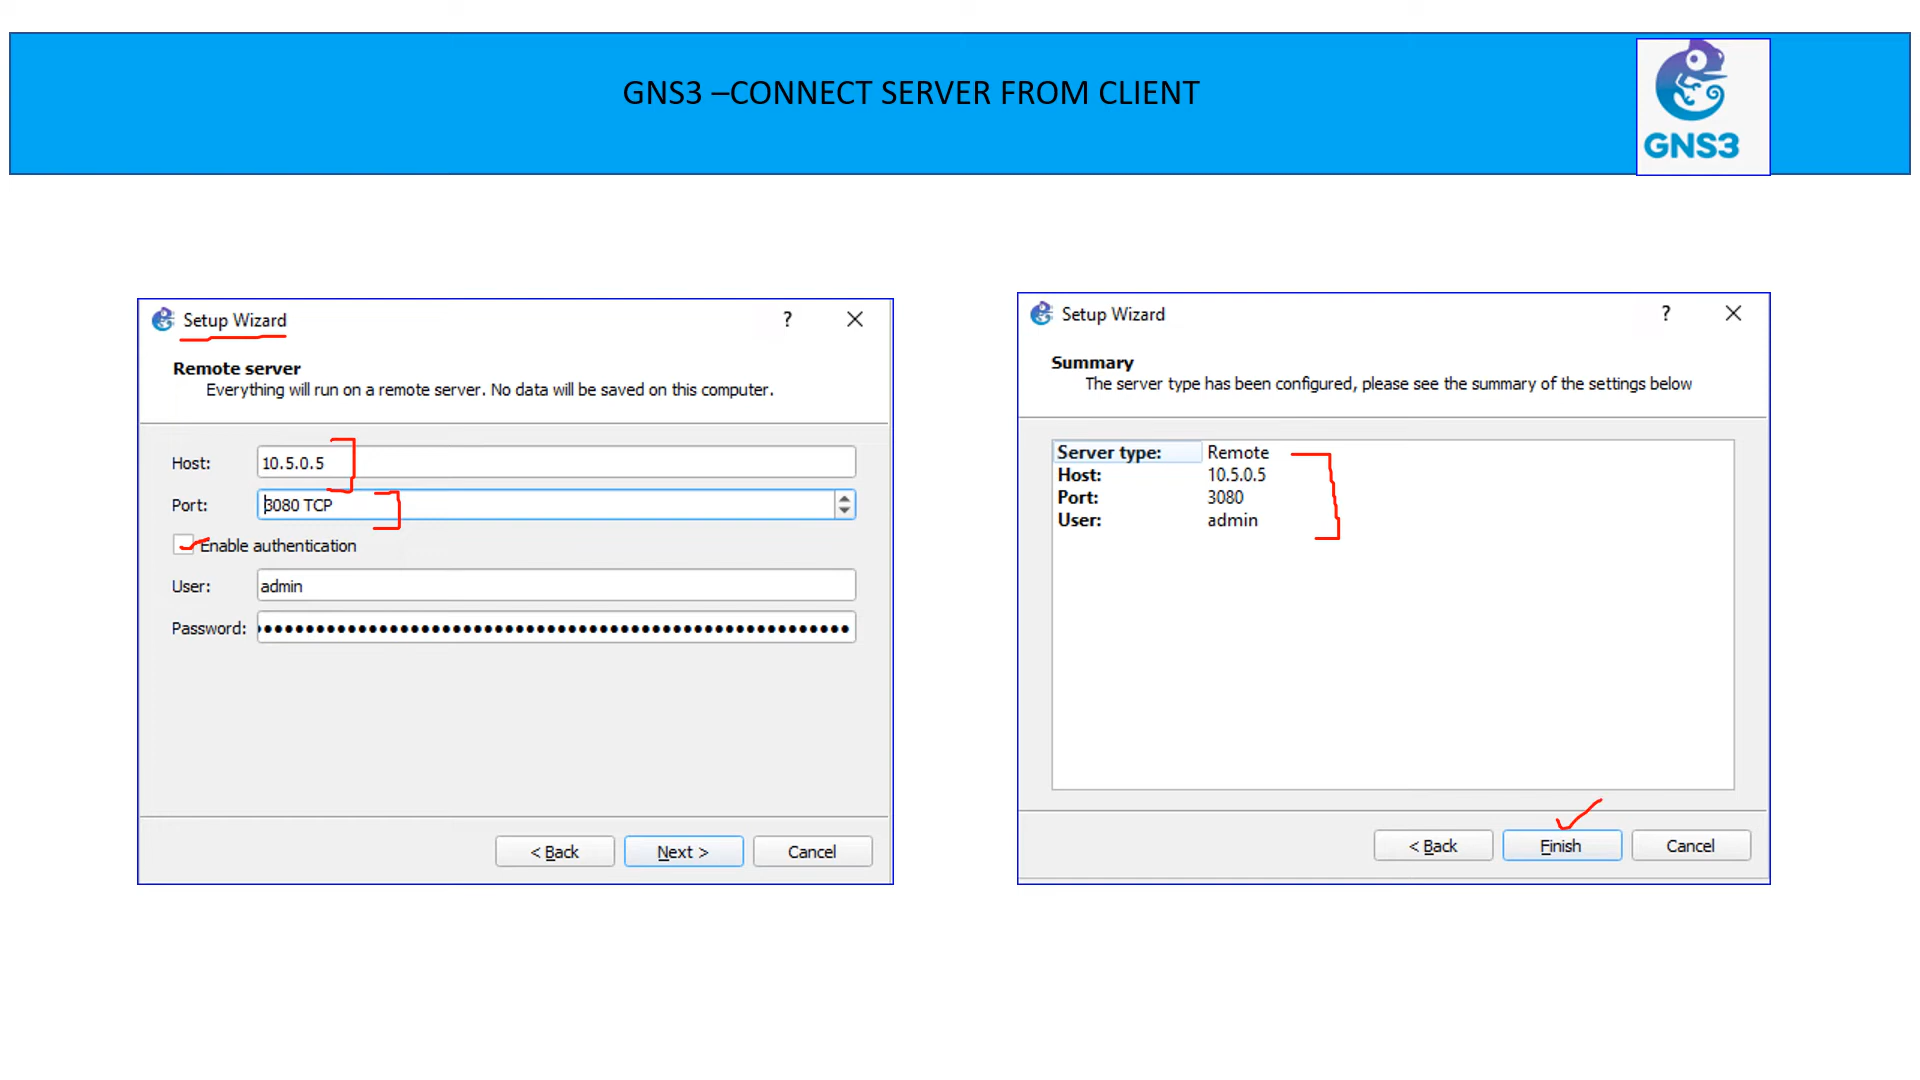 GNS3 –CONNECT SERVER FROM CLIENT
GNS3
Setup Wizard
?
Remote server
Everything will run on a remote server. No data will be saved on this computer.
Host: 10.5.0.5
Port: 3080 TCP
Enable authentication
User: admin
Password: 
< Back
Next >
Cancel
Setup Wizard
?
Summary
The server type has been configured, please see the summary of the settings below
Server type: Remote
Host: 10.5.0.5
Port: 3080
User: admin
< Back
Finish
Cancel